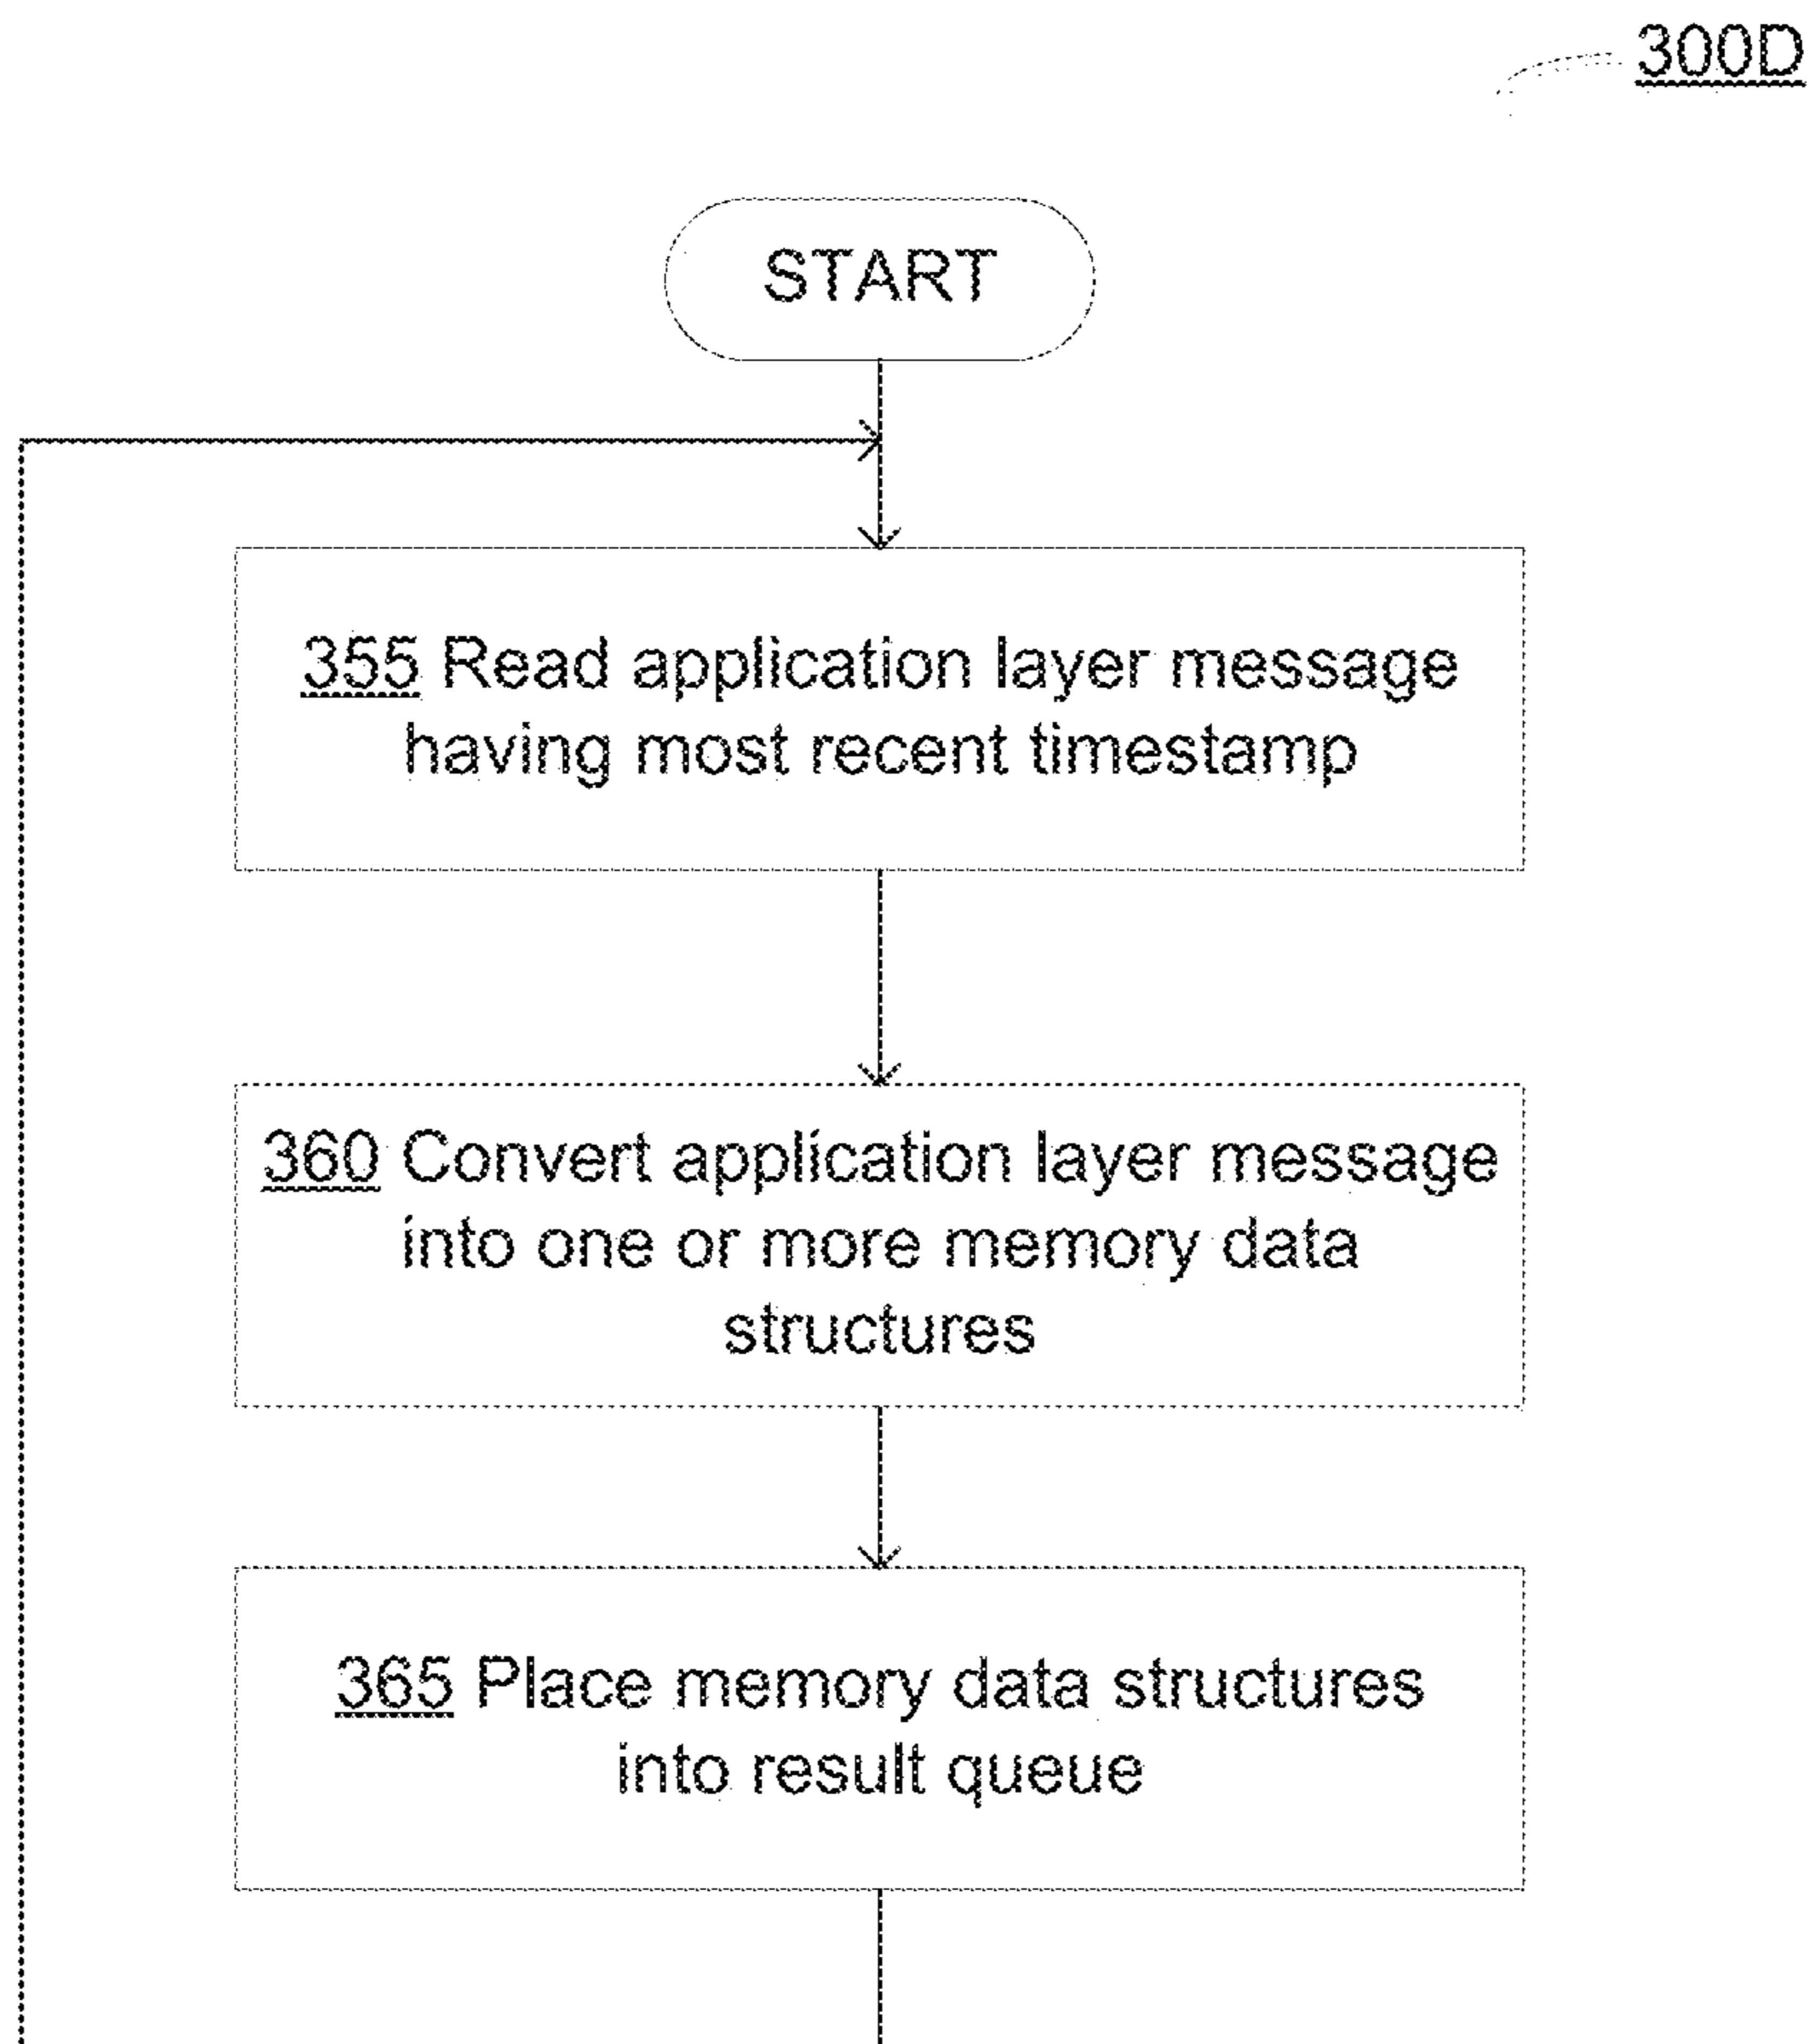 300D
START
355 Read application layer message
having most recent timestamp
360 Convert application layer message
into one or more memory data
structures
365 Place memory data structures
into result queue